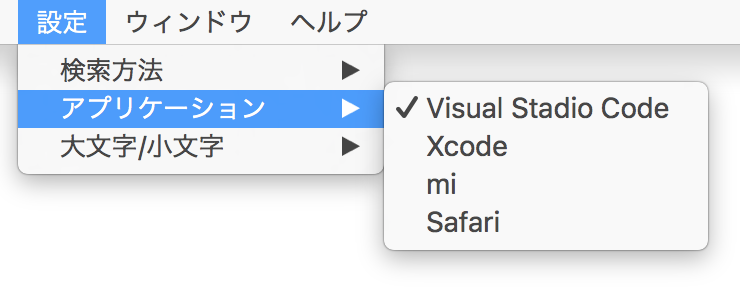 設定 ウィンドウ ヘルプ
検索方法
アプリケーション
大文字/小文字
Visual Stadio Code
Xcode
mi
Safari